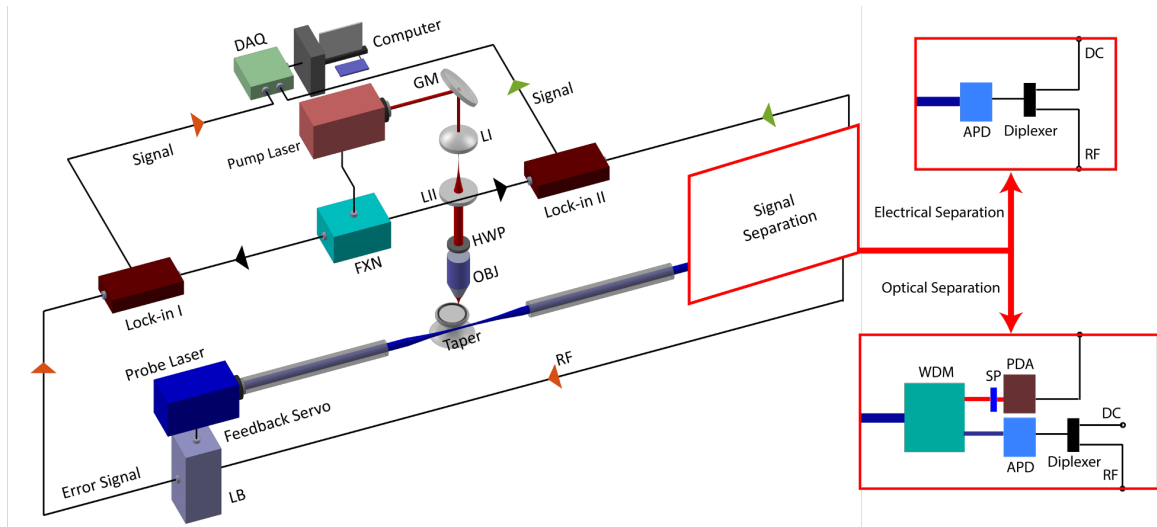 DAQ
Computer
GM
Signal
Signal
Pump Laser
LI
LII
Lock-in II
HWP
FXN
OBJ
Lock-in I
Taper
Probe Laser
RF
Feedback Servo
Error Signal
LB
Signal
Separation
DC
APD
Diplexer
RF
Electrical Separation
Optical Separation
WDM
SP
PDA
DC
APD
Diplexer
RF